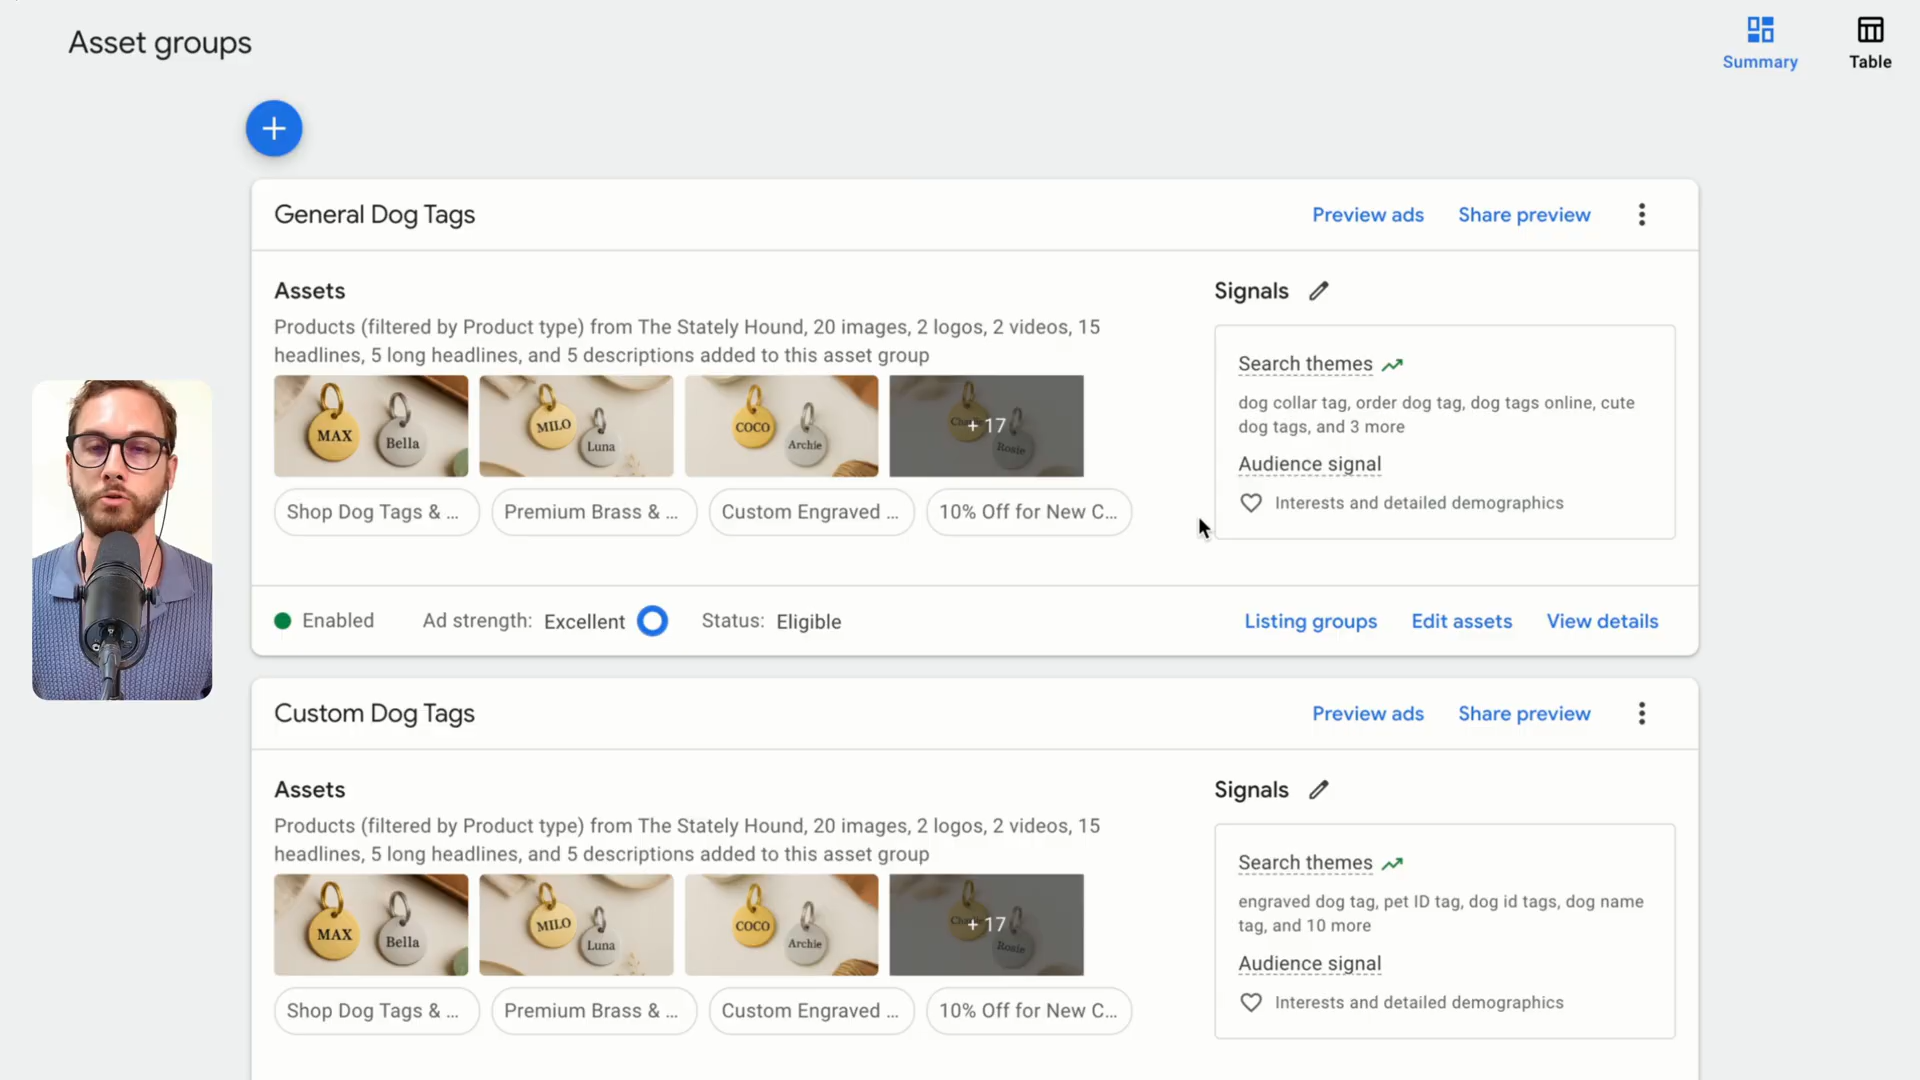 Asset groups
Summary
Table
General Dog Tags
Preview ads
Share preview
Assets
Products (filtered by Product type) from The Stately Hound, 20 images, 2 logos, 2 videos, 15
headlines, 5 long headlines, and 5 descriptions added to this asset group
MAX
Bella
MILO
Luna
COCO
Archie
+ 17
Rosie
Shop Dog Tags & ...
Premium Brass & ...
Custom Engraved ...
10% Off for New C...
Signals
Search themes
dog collar tag, order dog tag, dog tags online, cute
dog tags, and 3 more
Audience signal
Interests and detailed demographics
Enabled
Ad strength: Excellent
Status: Eligible
Listing groups
Edit assets
View details
Custom Dog Tags
Preview ads
Share preview
Assets
Products (filtered by Product type) from The Stately Hound, 20 images, 2 logos, 2 videos, 15
headlines, 5 long headlines, and 5 descriptions added to this asset group
MAX
Bella
MILO
Luna
COCO
Archie
+ 17
Rosie
Shop Dog Tags & ...
Premium Brass & ...
Custom Engraved ...
10% Off for New C...
Signals
Search themes
engraved dog tag, pet ID tag, dog id tags, dog name
tag, and 10 more
Audience signal
Interests and detailed demographics